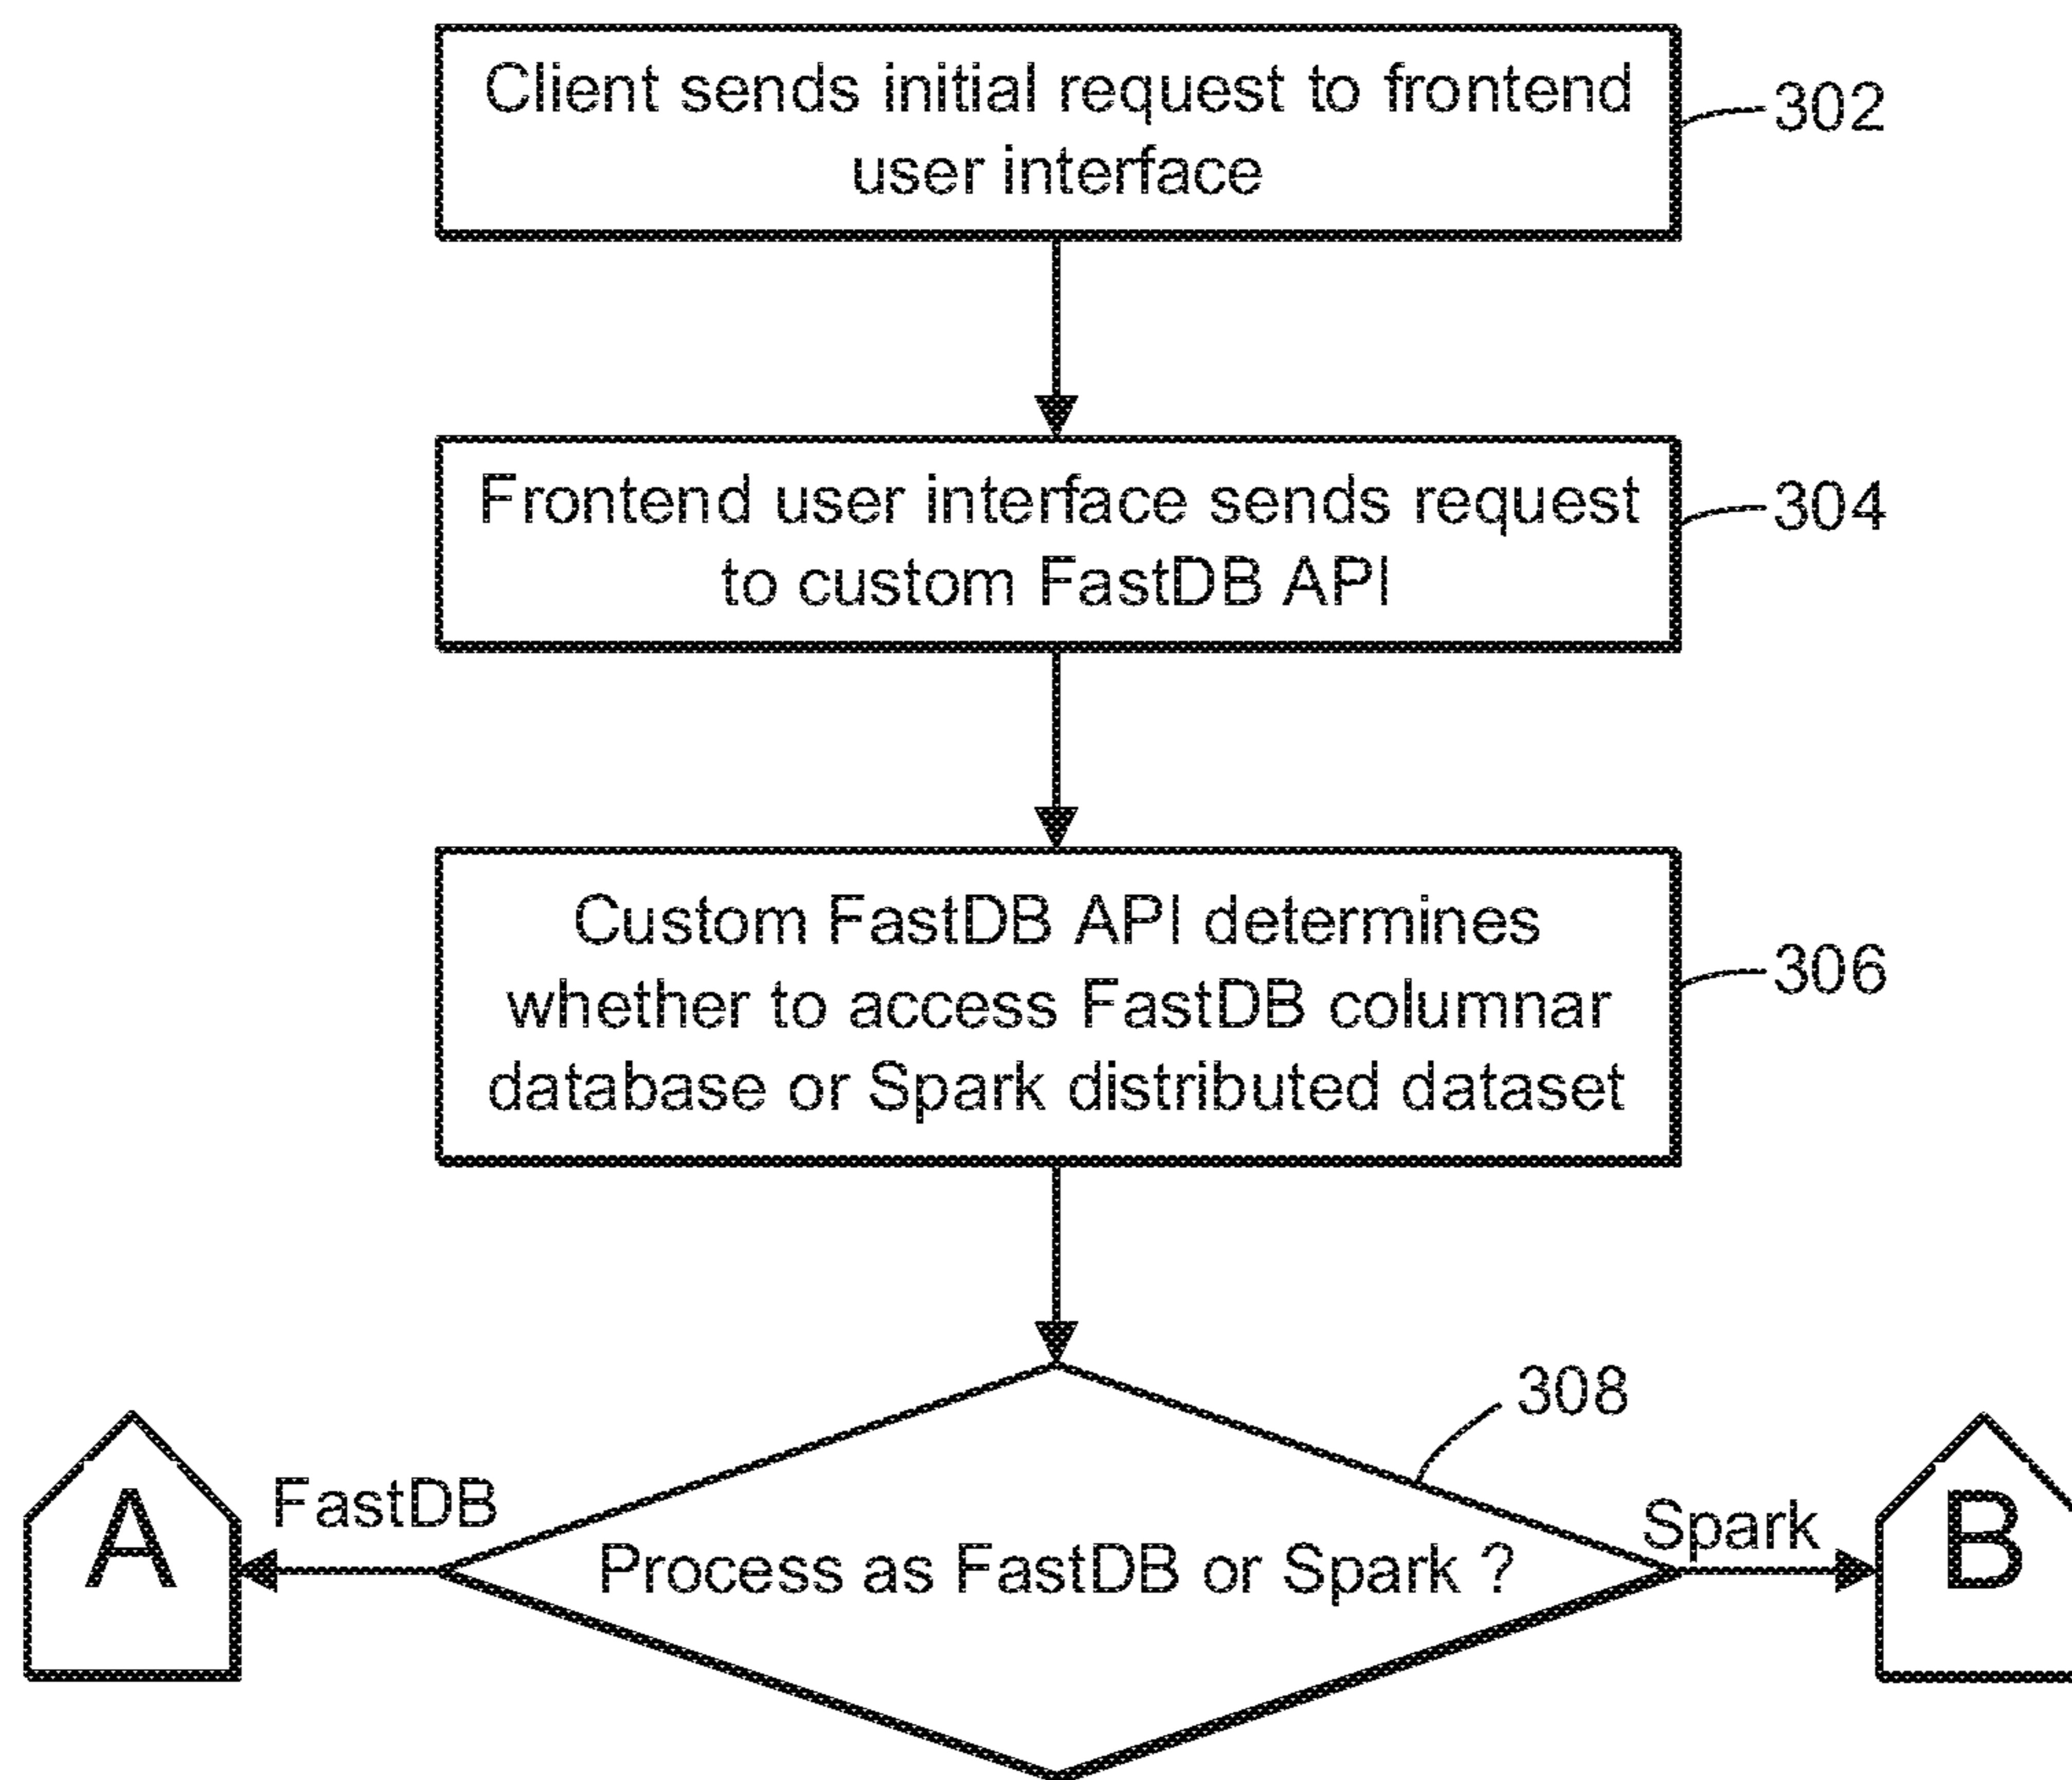 Client sends initial request to frontend
user interface
302
Frontend user interface sends request
to custom FastDB API
304
Custom FastDB API determines
whether to access FastDB columnar
database or Spark distributed dataset
306
308
A
FastDB
Process as FastDB or Spark ?
Spark
B